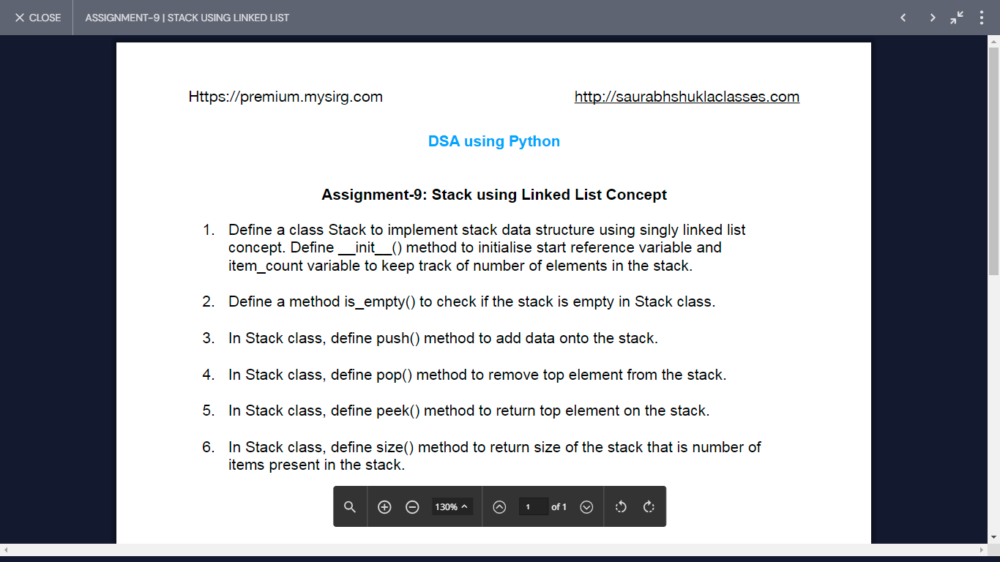 CLOSE ASSIGNMENT-9 | STACK USING LINKED LIST
Https://premium.mysirg.com http://saurabhshuklaclasses.com
DSA using Python
Assignment-9: Stack using Linked List Concept
1. Define a class Stack to implement stack data structure using singly linked list
concept. Define __init__() method to initialise start reference variable and
item_count variable to keep track of number of elements in the stack.
2. Define a method is_empty() to check if the stack is empty in Stack class.
3. In Stack class, define push() method to add data onto the stack.
4. In Stack class, define pop() method to remove top element from the stack.
5. In Stack class, define peek() method to return top element on the stack.
6. In Stack class, define size() method to return size of the stack that is number of
items present in the stack.
130% 1 of 1